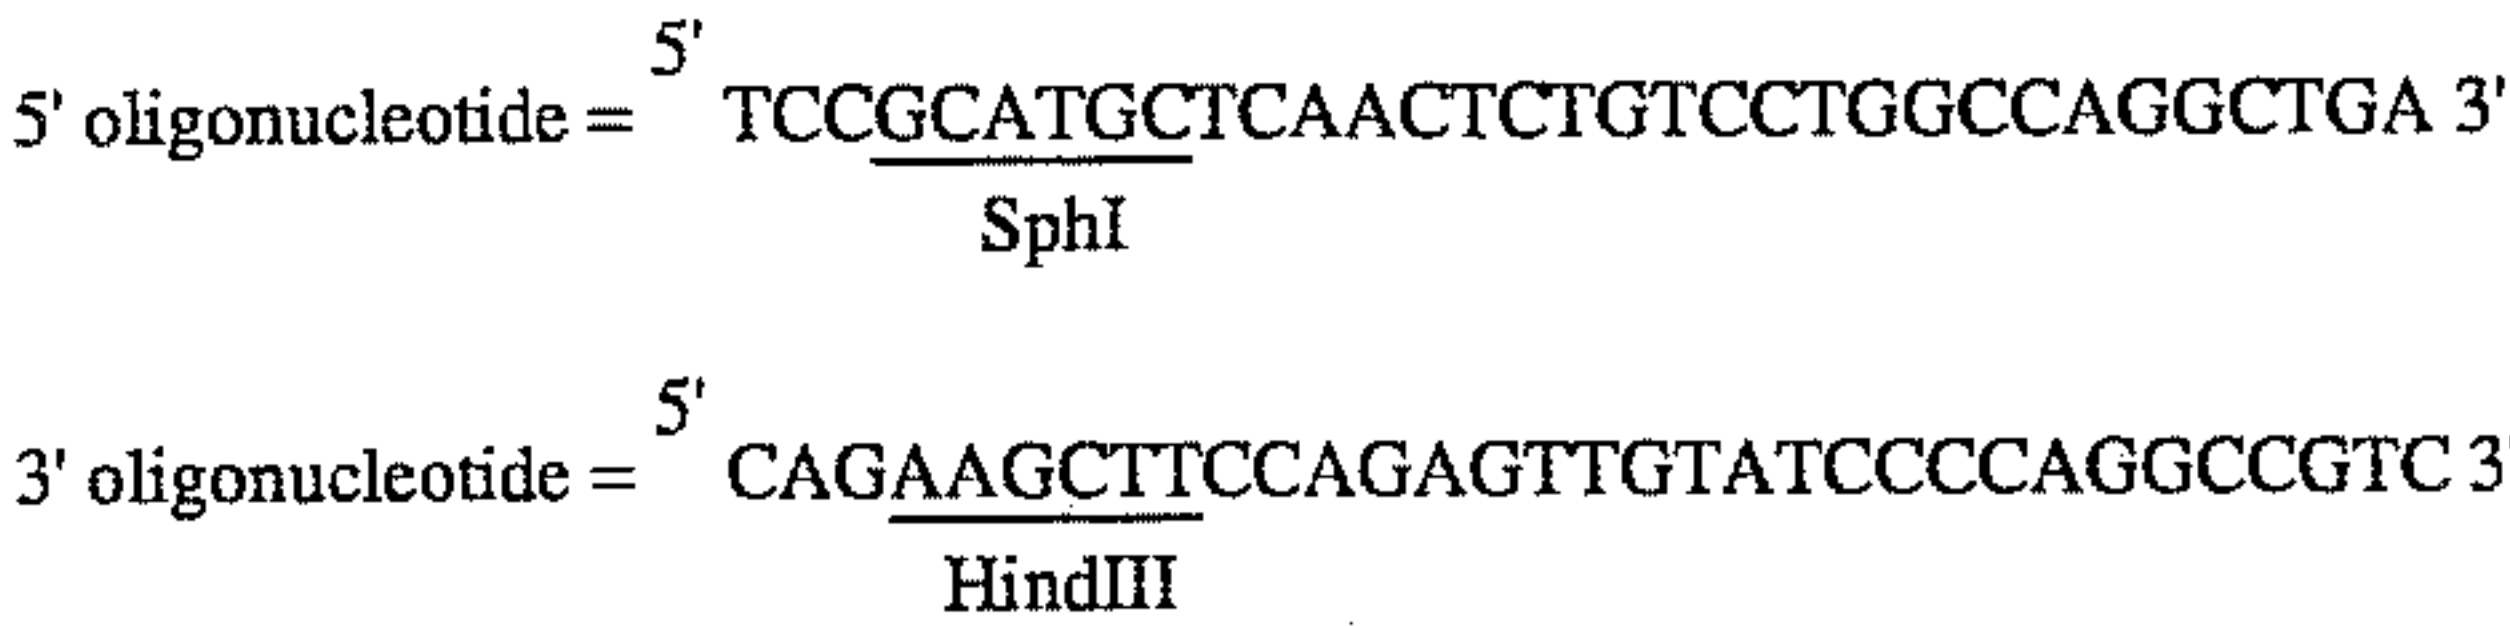 5'
5' oligonucleotide = TCCGCATGCTCAACTCTGTCCTGGCCAGGCTGA 3'
SphI
5'
3' oligonucleotide = CAGAAGCTTCCAGAGTTGTATCCCCAGGCCGTC 3'
HindIII